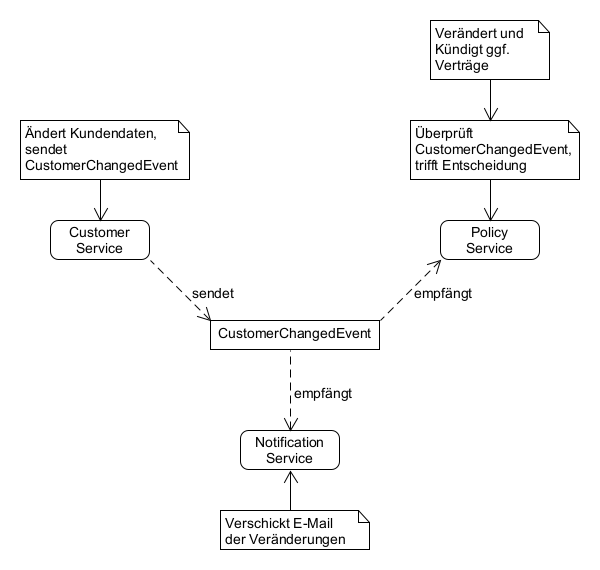 Verändert und
Kündigt ggf.
Verträge
Ändert Kundendaten,
sendet
CustomerChangedEvent
Überprüft
CustomerChangedEvent,
trifft Entscheidung
Customer
Service
Policy
Service
sendet
empfängt
CustomerChangedEvent
empfängt
Notification
Service
Verschickt E-Mail
der Veränderungen